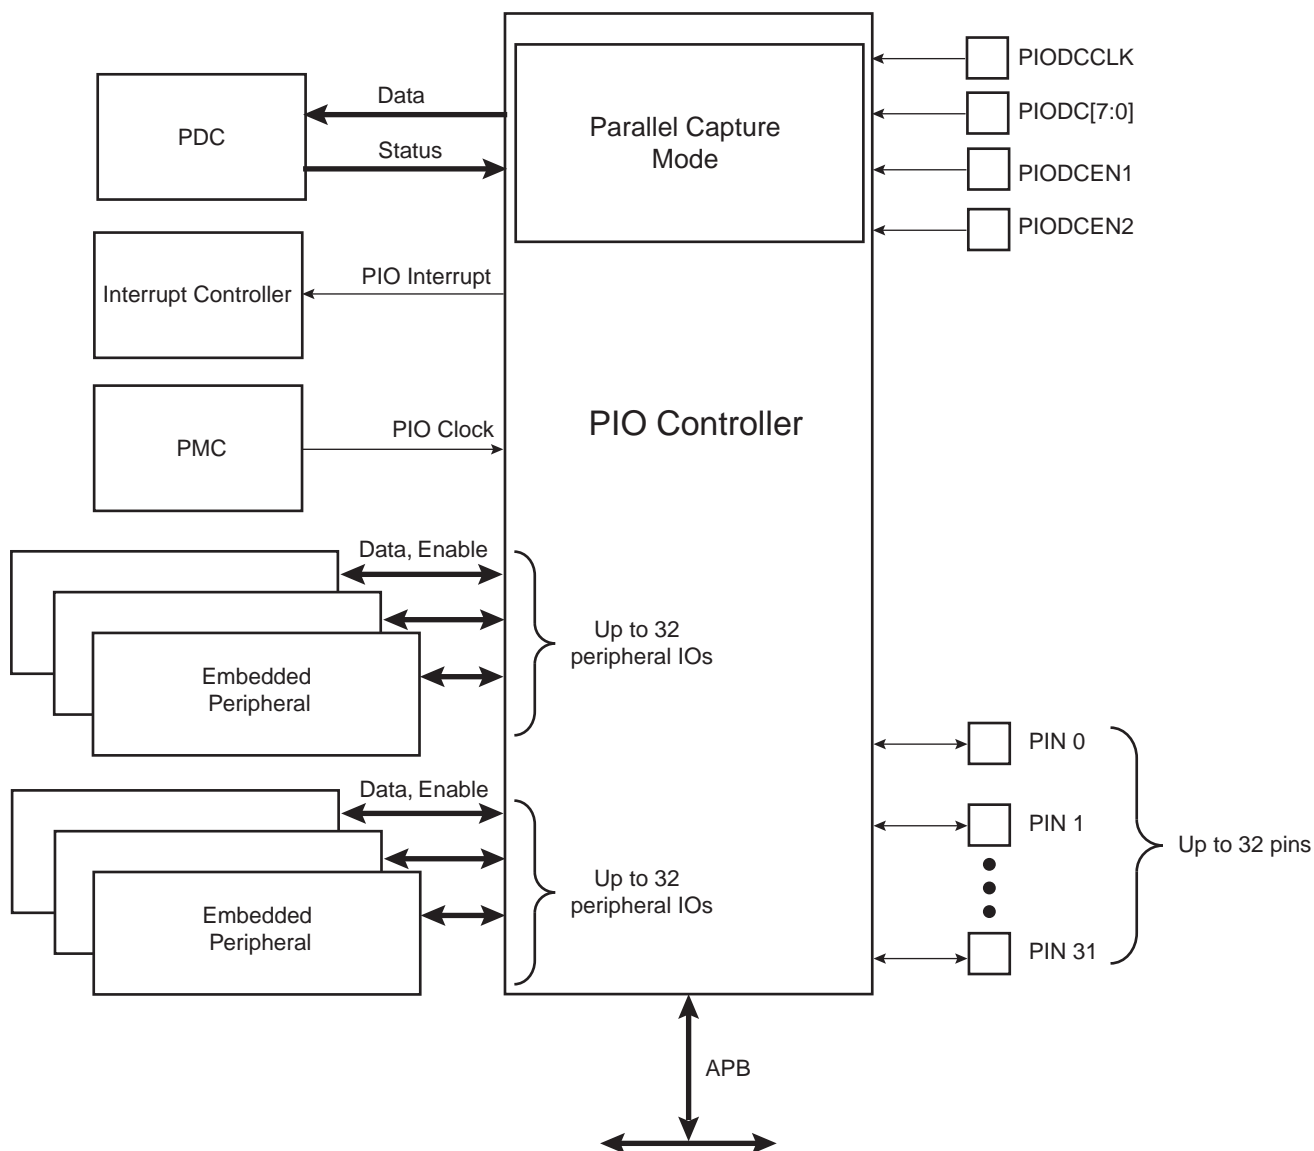 PIODCCLK
Data
Parallel Capture
Mode
PIODC[7:0]
PDC
Status
PIODCEN1
PIODCEN2
PIO Interrupt
Interrupt Controller
PIO Controller
PIO Clock
PMC
Data, Enable
Up to 32
peripheral IOs
Embedded
Peripheral
PIN 0
Data, Enable
PIN 1
Up to 32 pins
Up to 32
peripheral IOs
Embedded
Peripheral
PIN 31
APB